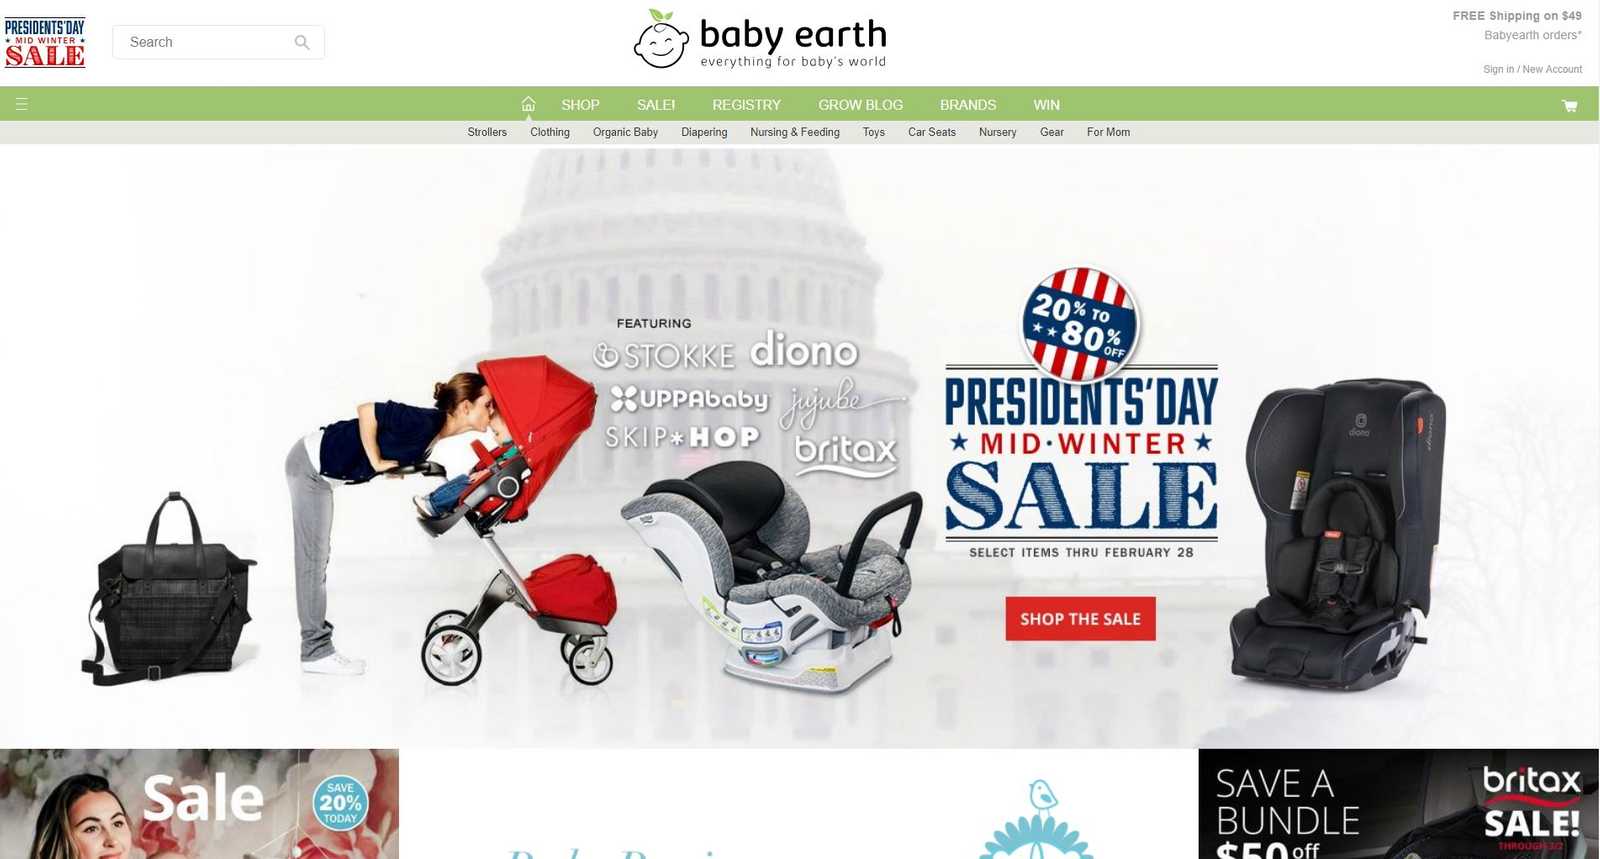 PRESIDENTS' DAY
★ MID WINTER ★
SALE
Search
baby earth
everything for baby's world
FREE Shipping on $49
Babyearth orders*
Sign in / New Account
SHOP SALE! REGISTRY GROW BLOG BRANDS WIN
Strollers Clothing Organic Baby Diapering Nursing & Feeding Toys Car Seats Nursery Gear For Mom
FEATURING
STOKKE diono
UPPAbaby jujube
SKIP*HOP britax
20% TO
★★80%
OFF
PRESIDENTS' DAY
★ MID·WINTER ★
SALE
SELECT ITEMS THRU FEBRUARY 28
SHOP THE SALE
diono
diono
Sale
SAVE
20%
TODAY
SAVE A
BUNDLE
$50 off
britax
SALE!
THROUGH 3/2